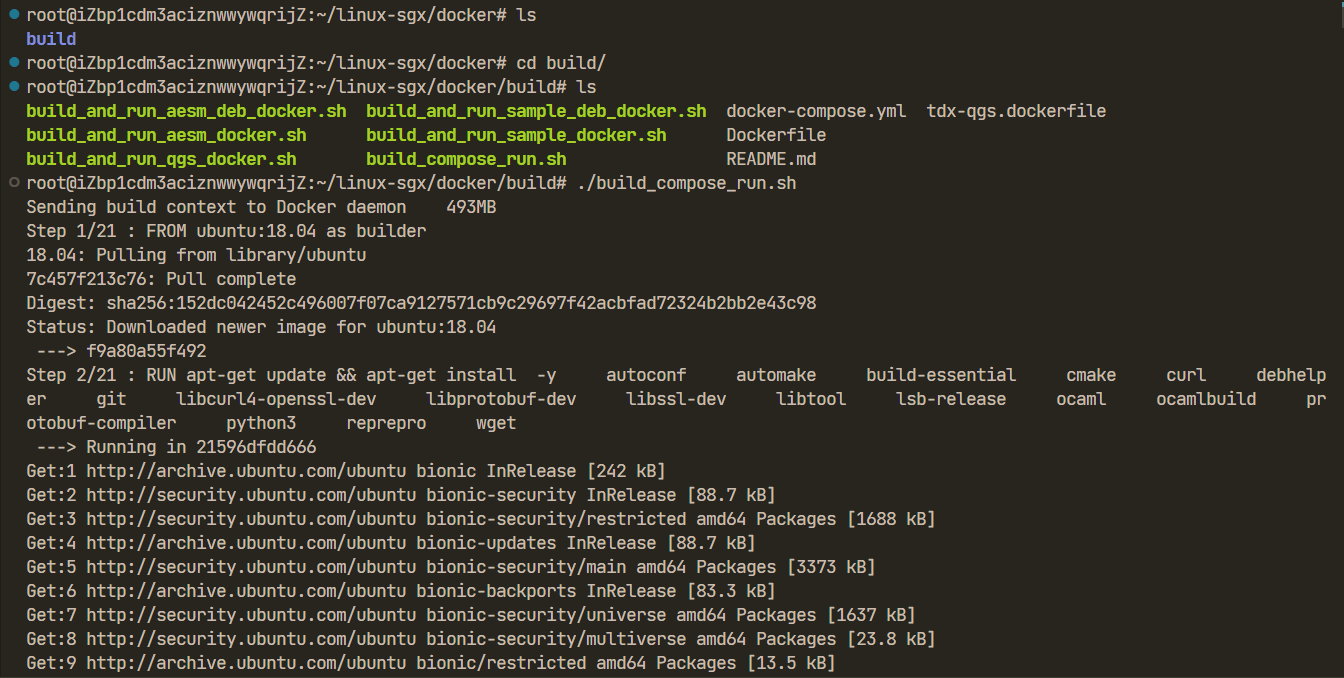 root@iZbp1cdm3aciznwwywqrijZ:~/linux-sgx/docker# ls
build
root@iZbp1cdm3aciznwwywqrijZ:~/linux-sgx/docker# cd build/
root@iZbp1cdm3aciznwwywqrijZ:~/linux-sgx/docker/build# ls
build_and_run_aesm_deb_docker.sh  build_and_run_sample_deb_docker.sh  docker-compose.yml  tdx-qgs.dockerfile
build_and_run_aesm_docker.sh      build_and_run_sample_docker.sh      Dockerfile
build_and_run_qgs_docker.sh       build_compose_run.sh                README.md
root@iZbp1cdm3aciznwwywqrijZ:~/linux-sgx/docker/build# ./build_compose_run.sh
Sending build context to Docker daemon    493MB
Step 1/21 : FROM ubuntu:18.04 as builder
18.04: Pulling from library/ubuntu
7c457f213c76: Pull complete
Digest: sha256:152dc042452c496007f07ca9127571cb9c29697f42acbfad72324b2bb2e43c98
Status: Downloaded newer image for ubuntu:18.04
 ---> f9a80a55f492
Step 2/21 : RUN apt-get update && apt-get install  -y     autoconf     automake     build-essential     cmake     curl     debhelp
er     git     libcurl4-openssl-dev     libprotobuf-dev     libssl-dev     libtool     lsb-release     ocaml     ocamlbuild     pr
otobuf-compiler     python3     reprepro     wget
 ---> Running in 21596dfdd666
Get:1 http://archive.ubuntu.com/ubuntu bionic InRelease [242 kB]
Get:2 http://security.ubuntu.com/ubuntu bionic-security InRelease [88.7 kB]
Get:3 http://security.ubuntu.com/ubuntu bionic-security/restricted amd64 Packages [1688 kB]
Get:4 http://archive.ubuntu.com/ubuntu bionic-updates InRelease [88.7 kB]
Get:5 http://security.ubuntu.com/ubuntu bionic-security/main amd64 Packages [3373 kB]
Get:6 http://archive.ubuntu.com/ubuntu bionic-backports InRelease [83.3 kB]
Get:7 http://security.ubuntu.com/ubuntu bionic-security/universe amd64 Packages [1637 kB]
Get:8 http://security.ubuntu.com/ubuntu bionic-security/multiverse amd64 Packages [23.8 kB]
Get:9 http://archive.ubuntu.com/ubuntu bionic/restricted amd64 Packages [13.5 kB]